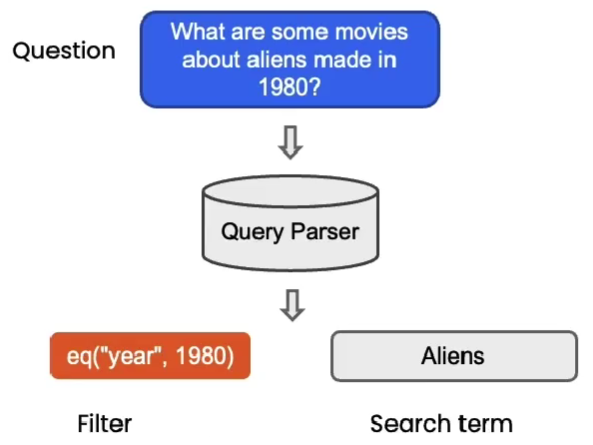 Question
What are some movies
about aliens made in
1980?
Query Parser
eq("year", 1980)
Aliens
Filter
Search term